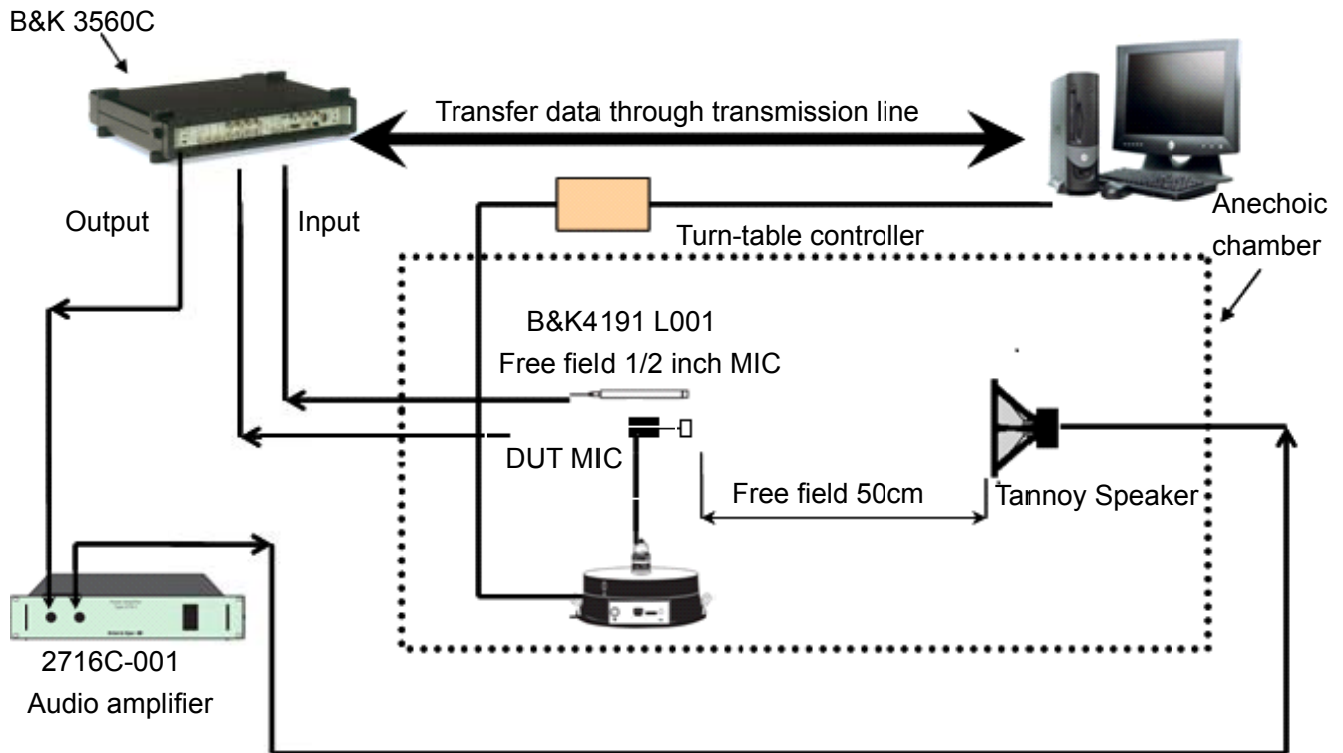 B&K 3560C
Transfer data through transmission line
Output
Input
Turn-table controller
Anechoic
chamber
B&K4191 L001
Free field 1/2 inch MIC
DUT MIC
Free field 50cm
Tannoy Speaker
2716C-001
Audio amplifier